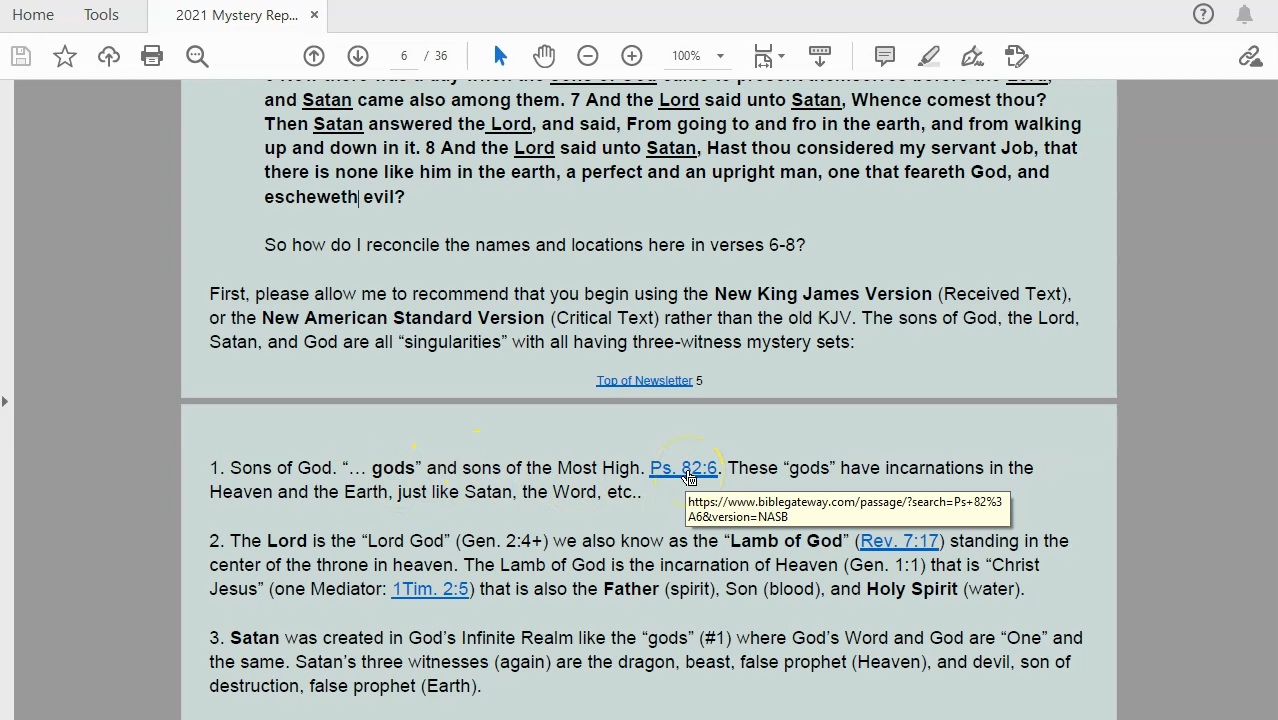 Home Tools 2021 Mystery Rep... ×
6 / 36 100%
and Satan came also among them. 7 And the Lord said unto Satan, Whence comest thou?
Then Satan answered the Lord, and said, From going to and fro in the earth, and from walking
up and down in it. 8 And the Lord said unto Satan, Hast thou considered my servant Job, that
there is none like him in the earth, a perfect and an upright man, one that feareth God, and
escheweth evil?
So how do I reconcile the names and locations here in verses 6-8?
First, please allow me to recommend that you begin using the New King James Version (Received Text),
or the New American Standard Version (Critical Text) rather than the old KJV. The sons of God, the Lord,
Satan, and God are all “singularities” with all having three-witness mystery sets:
Top of Newsletter 5
1. Sons of God. “… gods” and sons of the Most High. Ps. 82:6. These “gods” have incarnations in the
Heaven and the Earth, just like Satan, the Word, etc..
https://www.biblegateway.com/passage/?search=Ps+82%3
A6&version=NASB
2. The Lord is the “Lord God” (Gen. 2:4+) we also know as the “Lamb of God” (Rev. 7:17) standing in the
center of the throne in heaven. The Lamb of God is the incarnation of Heaven (Gen. 1:1) that is “Christ
Jesus” (one Mediator: 1Tim. 2:5) that is also the Father (spirit), Son (blood), and Holy Spirit (water).
3. Satan was created in God’s Infinite Realm like the “gods” (#1) where God’s Word and God are “One” and
the same. Satan’s three witnesses (again) are the dragon, beast, false prophet (Heaven), and devil, son of
destruction, false prophet (Earth).